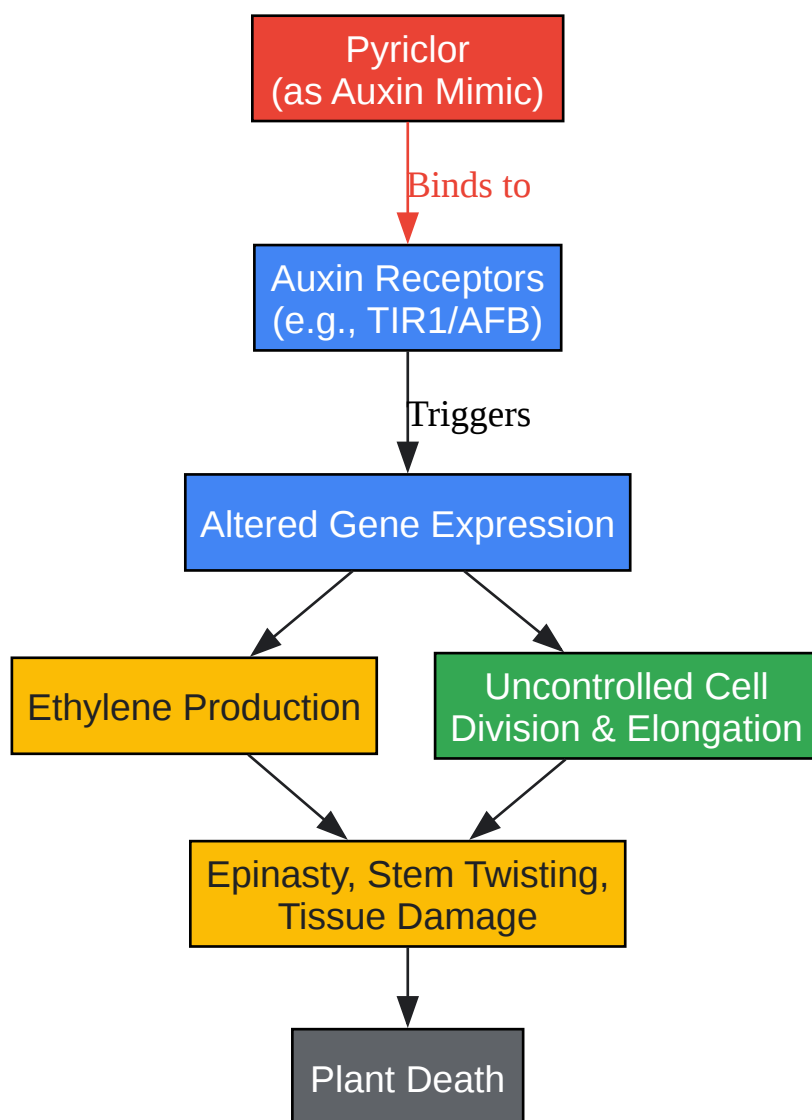 Pyriclor
(as Auxin Mimic)
Binds to
Auxin Receptors
(e.g., TIR1/AFB)
Triggers
Altered Gene Expression
Ethylene Production
Uncontrolled Cell
Division & Elongation
Epinasty, Stem Twisting,
Tissue Damage
Plant Death